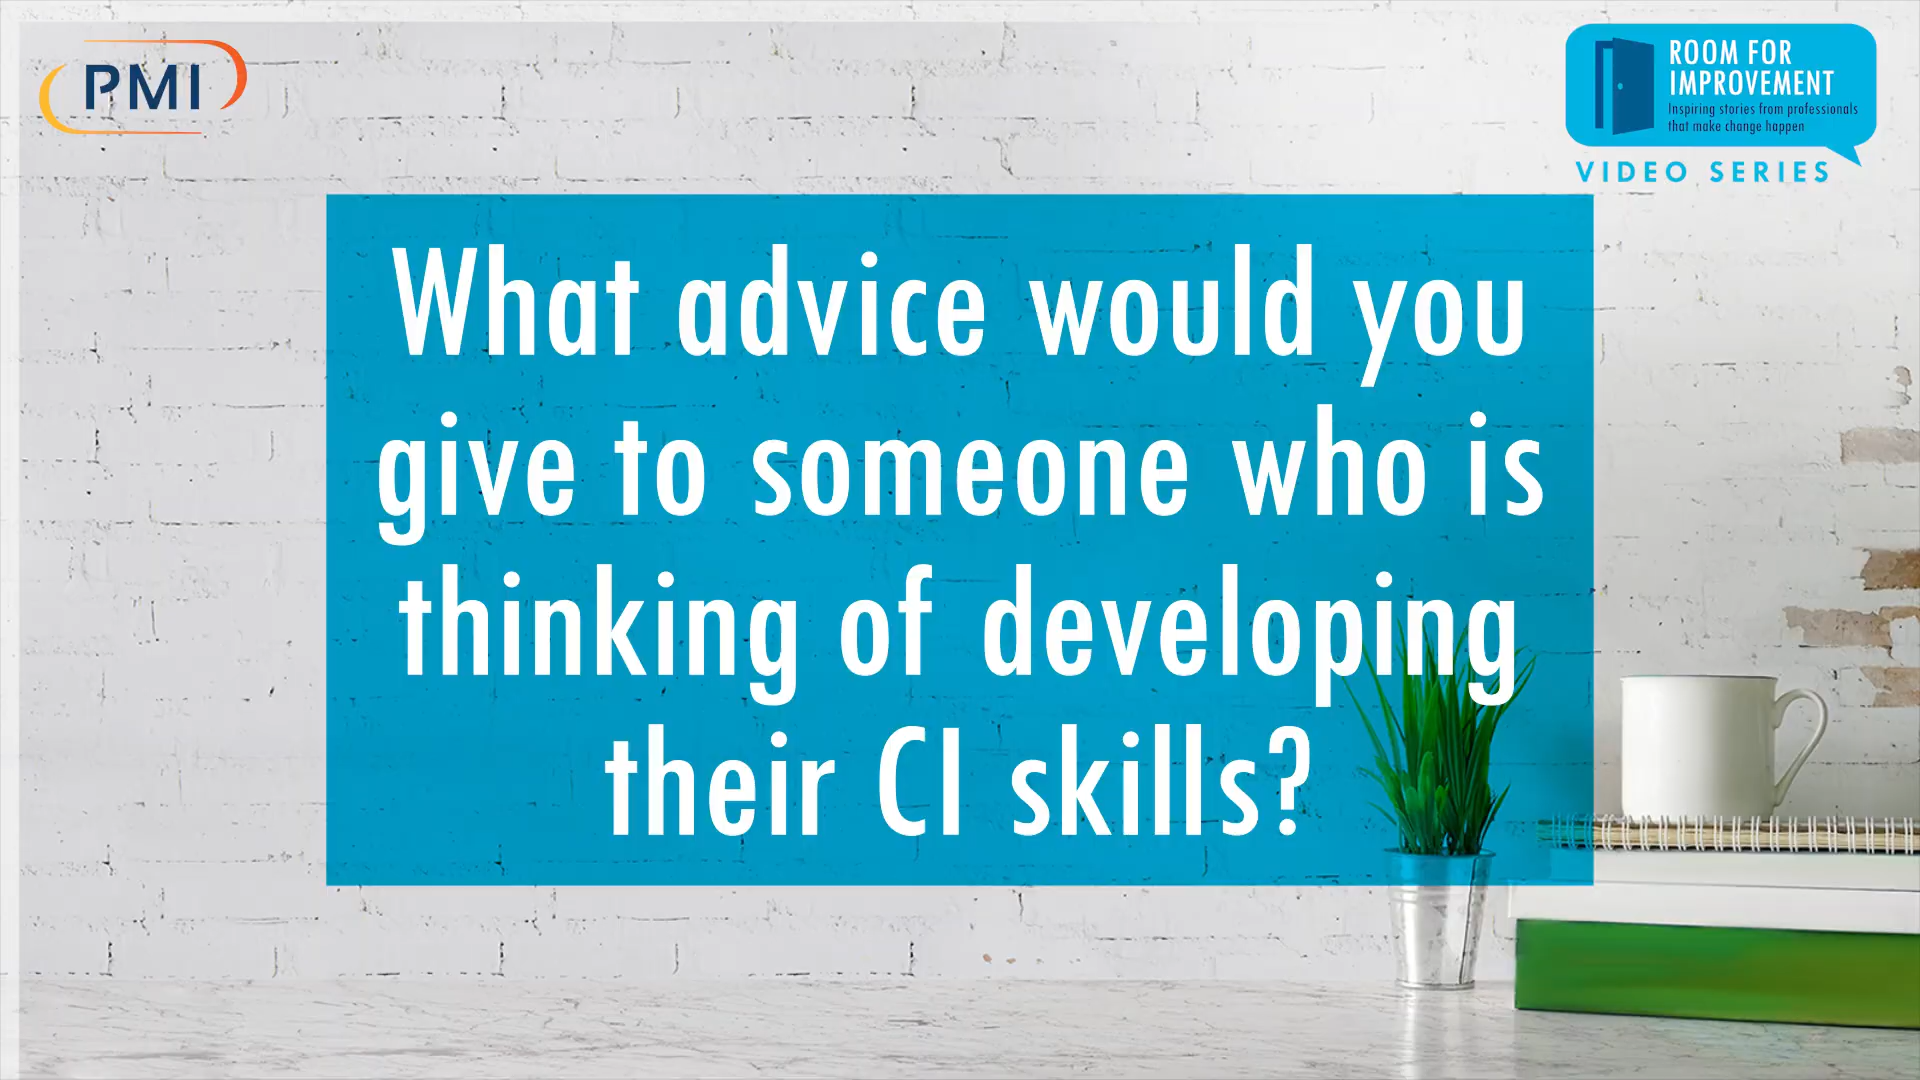 PMI
ROOM FOR
IMPROVEMENT
Inspiring stories from professionals
that make change happen
VIDEO SERIES
What advice would you
give to someone who is
thinking of developing
their CI skills?